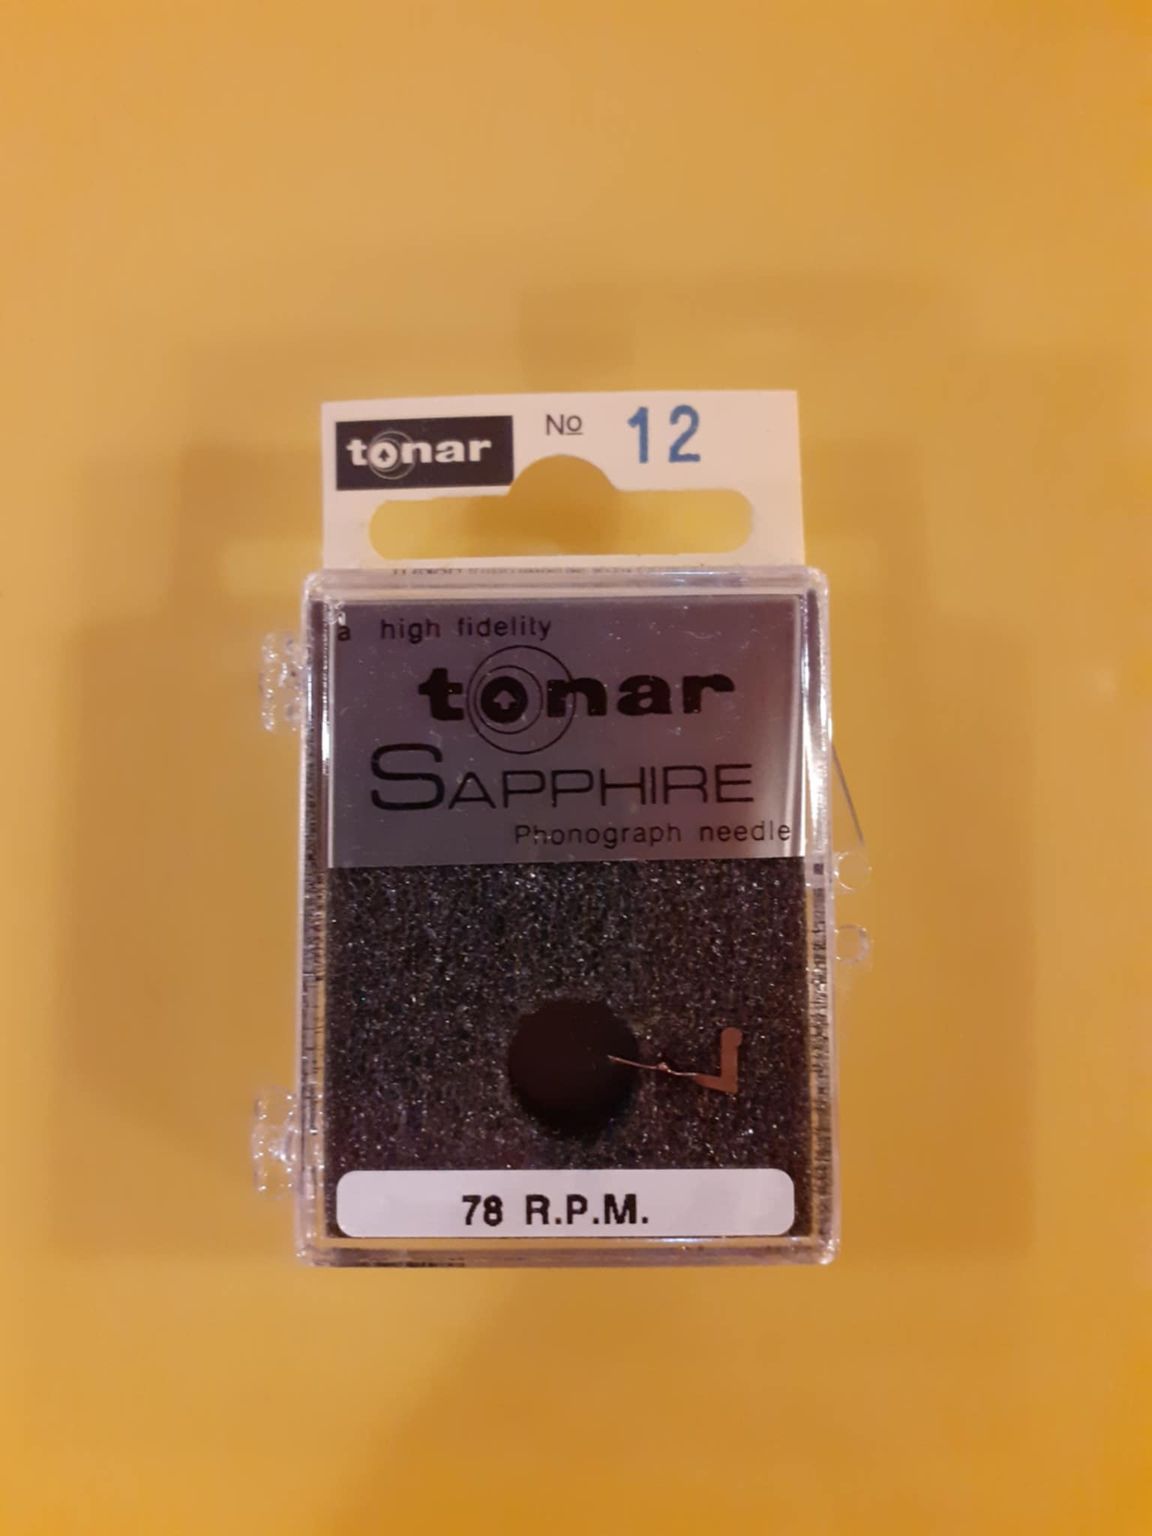 tonar No 12
a high fidelity
tonar
SAPPHIRE
Phonograph needle
78 R.P.M.